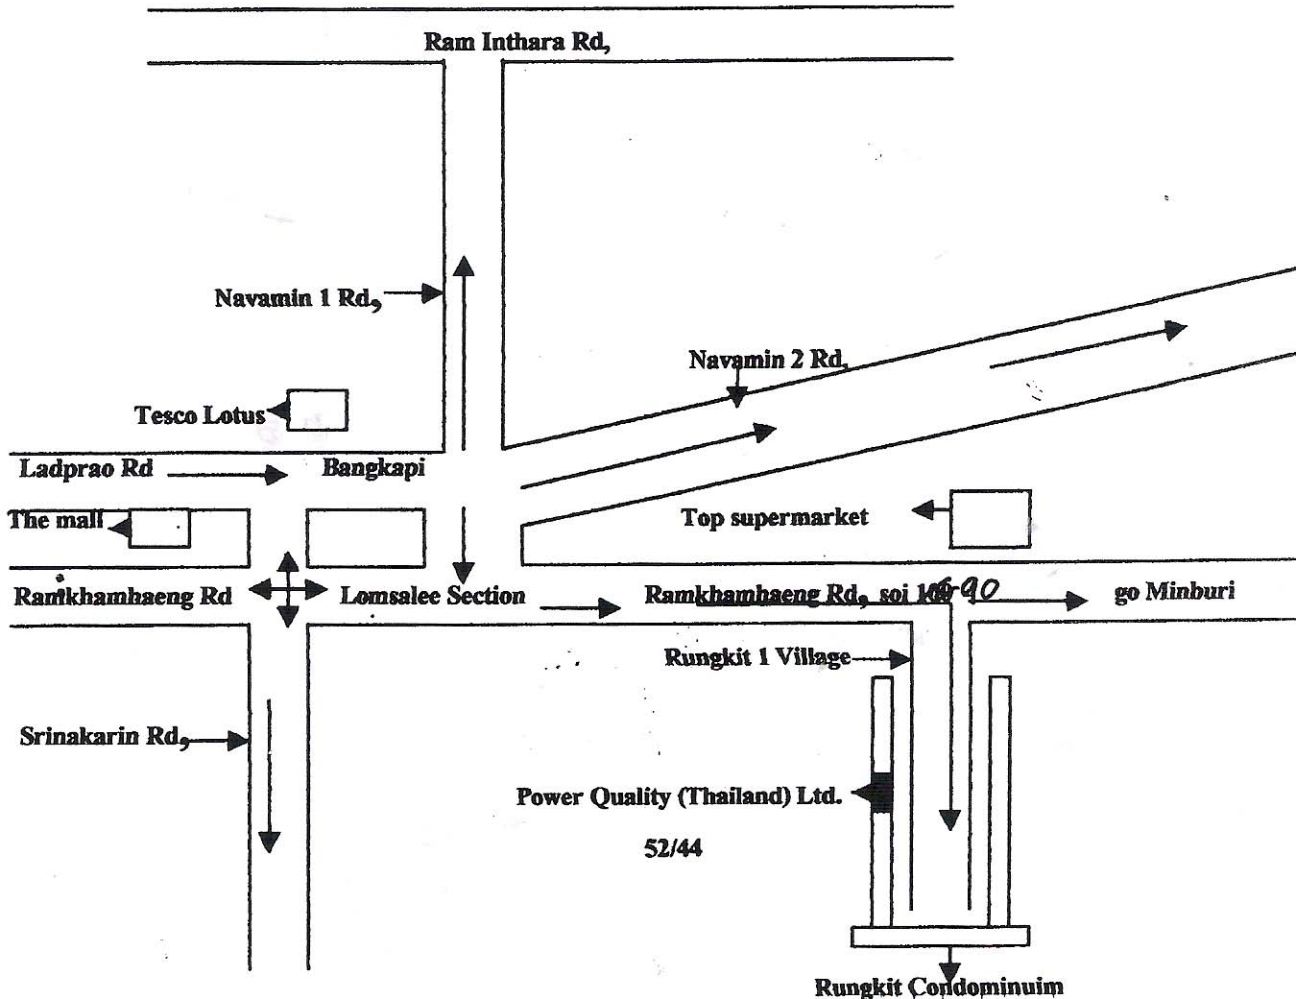 Ram Inthara Rd,
Navamin 1 Rd,
Navamin 2 Rd,
Tesco Lotus
Ladprao Rd
Bangkapi
The mall
Top supermarket
Ramkhamhaeng Rd
Lomsalee Section
Ramkhamhaeng Rd, soi 90
go Minburi
Rungkit 1 Village
Srinakarin Rd,
Power Quality (Thailand) Ltd.
52/44
Rungkit Condominuim